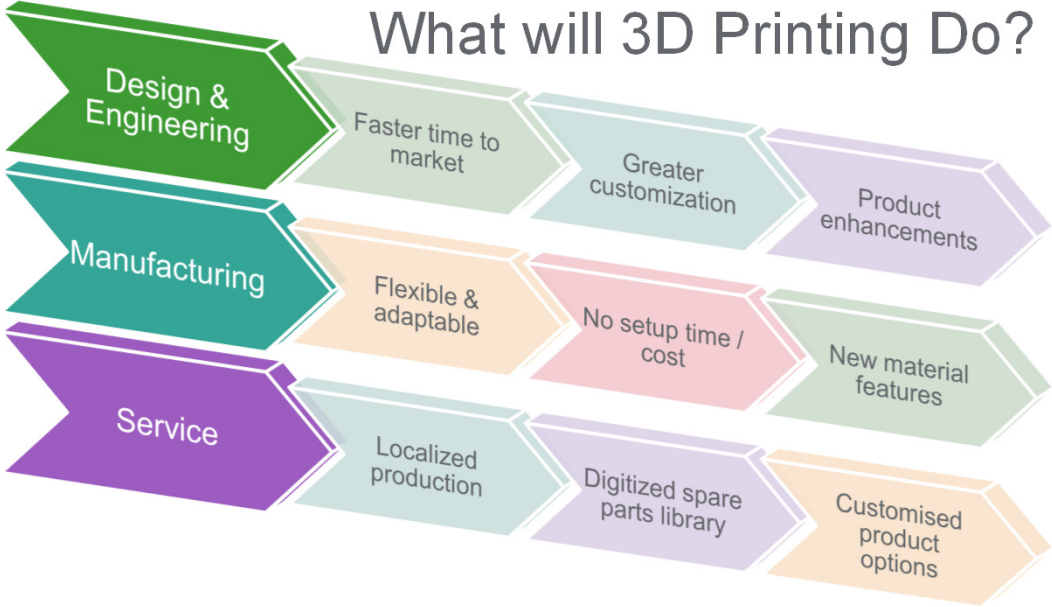 What will 3D Printing Do?
Design &
Engineering
Faster time to
market
Greater
customization
Product
enhancements
Manufacturing
Flexible &
adaptable
No setup time /
cost
New material
features
Service
Localized
production
Digitized spare
parts library
Customised
product
options